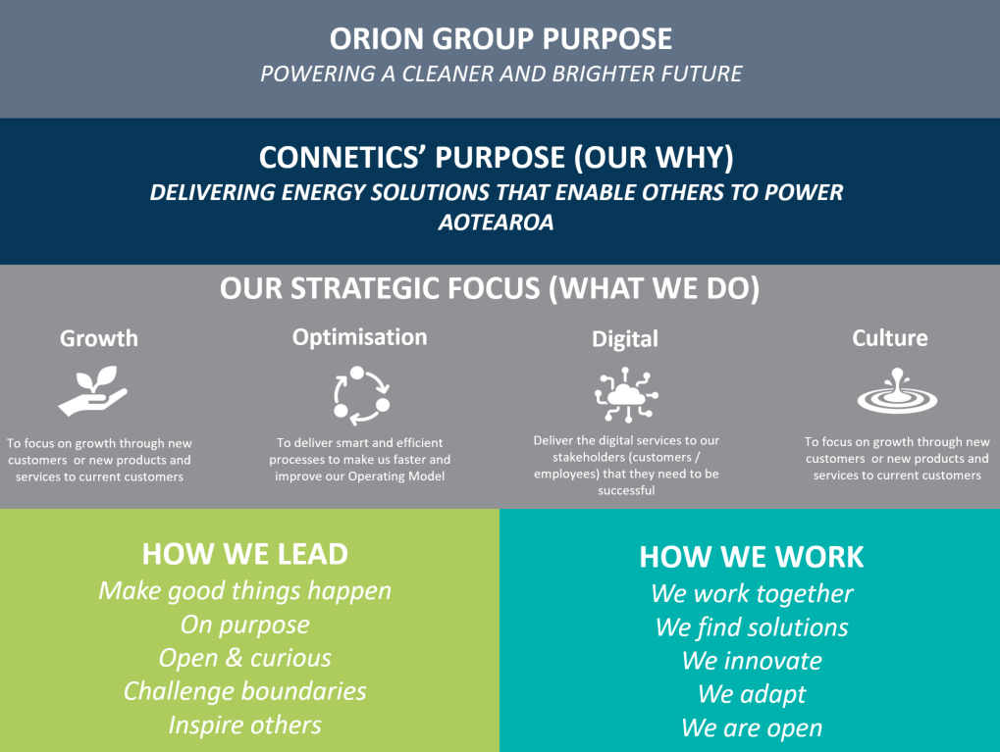 ORION GROUP PURPOSE
POWERING A CLEANER AND BRIGHTER FUTURE
CONNETICS’ PURPOSE (OUR WHY)
DELIVERING ENERGY SOLUTIONS THAT ENABLE OTHERS TO POWER
AOTEAROA
OUR STRATEGIC FOCUS (WHAT WE DO)
Growth
To focus on growth through new
customers or new products and
services to current customers
Optimisation
To deliver smart and efficient
processes to make us faster and
improve our Operating Model
Digital
Deliver the digital services to our
stakeholders (customers /
employees) that they need to be
successful
Culture
To focus on growth through new
customers or new products and
services to current customers
HOW WE LEAD
Make good things happen
On purpose
Open & curious
Challenge boundaries
Inspire others
HOW WE WORK
We work together
We find solutions
We innovate
We adapt
We are open